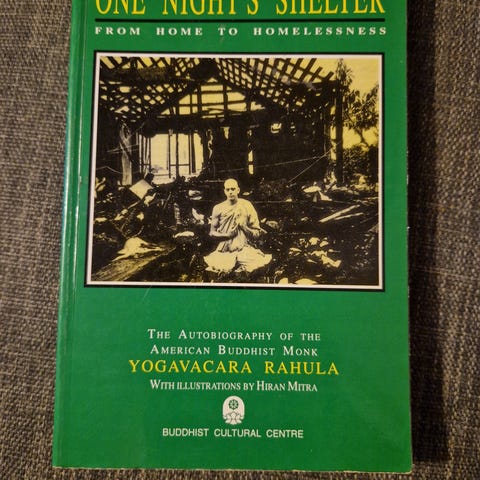 ONE NIGHT'S SHELTER
FROM HOME TO HOMELESSNESS
THE AUTOBIOGRAPHY OF THE
AMERICAN BUDDHIST MONK
YOGAVACARA RAHULA
WITH ILLUSTRATIONS BY HIRAN MITRA
BUDDHIST CULTURAL CENTRE